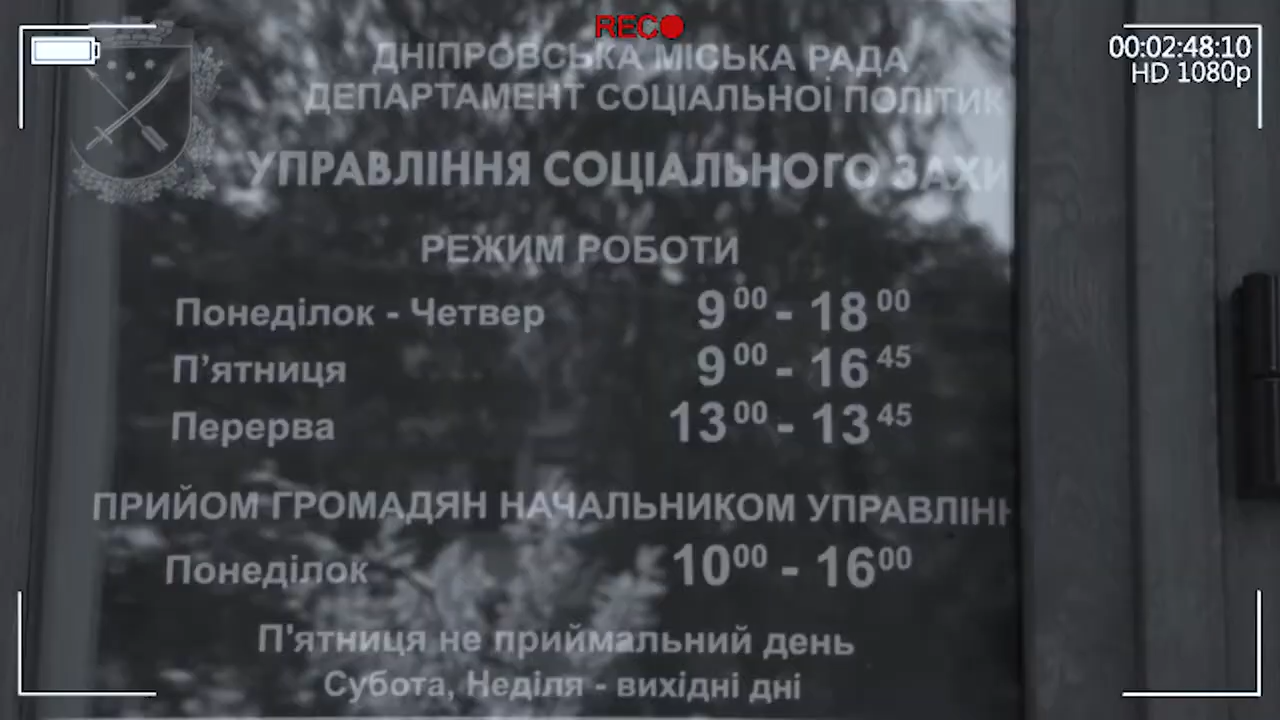 REC
00:02:48:10
HD 1080p
ДНІПРОВСЬКА МІСЬКА РАДА
ДЕПАРТАМЕНТ СОЦІАЛЬНОЇ ПОЛІТИК
УПРАВЛІННЯ СОЦІАЛЬНОГО ЗАХИ
РЕЖИМ РОБОТИ
Понеділок - Четвер 9 00 - 18 00
П’ятниця 9 00 - 16 45
Перерва 13 00 - 13 45
ПРИЙОМ ГРОМАДЯН НАЧАЛЬНИКОМ УПРАВЛІНН
Понеділок 10 00 - 16 00
П'ятниця не приймальний день
Субота, Неділя - вихідні дні